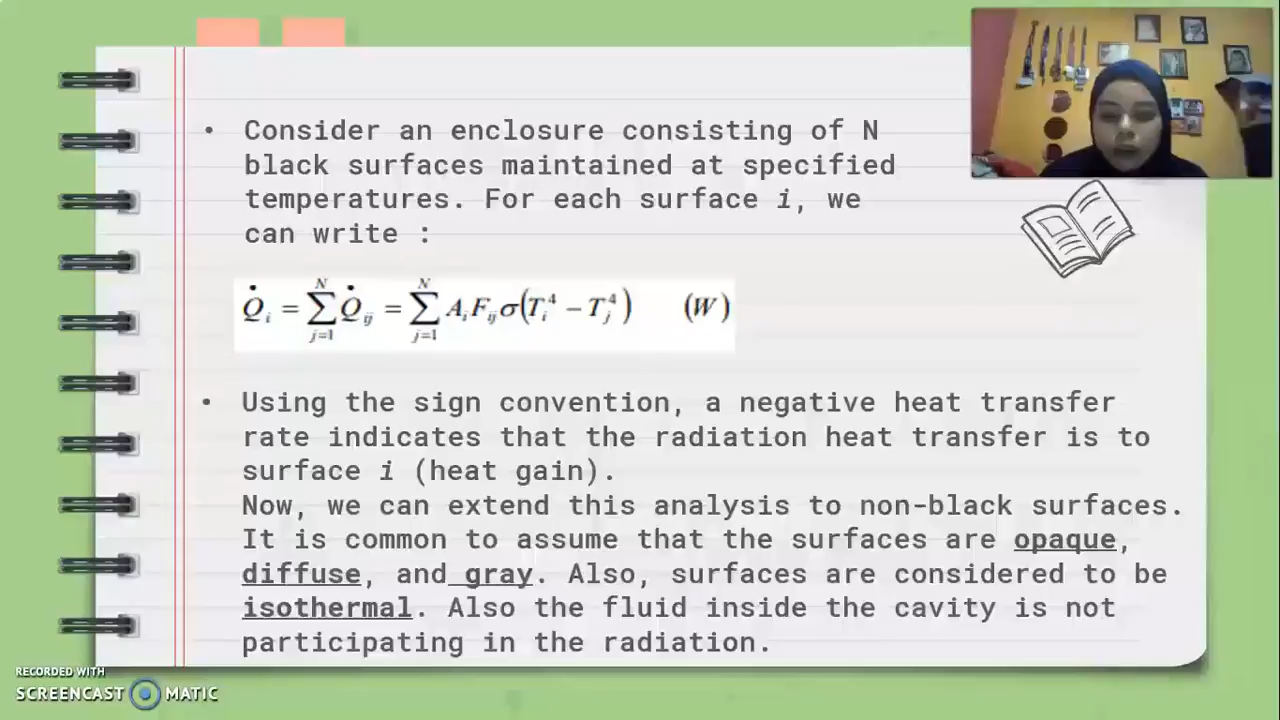 • Consider an enclosure consisting of N
black surfaces maintained at specified
temperatures. For each surface i, we
can write :
Q̇ᵢ = ∑_{j=1}^{N} Q̇ᵢⱼ = ∑_{j=1}^{N} AᵢFᵢⱼσ(Tᵢ⁴ − Tⱼ⁴) (W)
• Using the sign convention, a negative heat transfer
rate indicates that the radiation heat transfer is to
surface i (heat gain).
Now, we can extend this analysis to non-black surfaces.
It is common to assume that the surfaces are opaque,
diffuse, and gray. Also, surfaces are considered to be
isothermal. Also the fluid inside the cavity is not
participating in the radiation.
RECORDED WITH
SCREENCAST MATIC